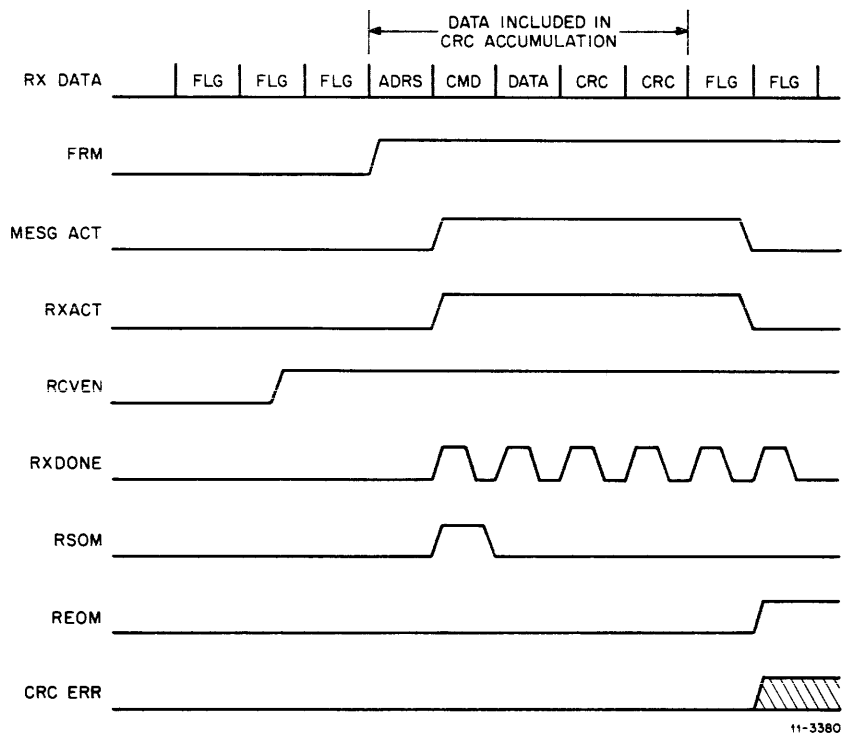 DATA INCLUDED IN
CRC ACCUMULATION
RX DATA FLG FLG FLG ADRS CMD DATA CRC CRC FLG FLG
FRM
MESG ACT
RXACT
RCVEN
RXDONE
RSOM
REOM
CRC ERR
11-3380